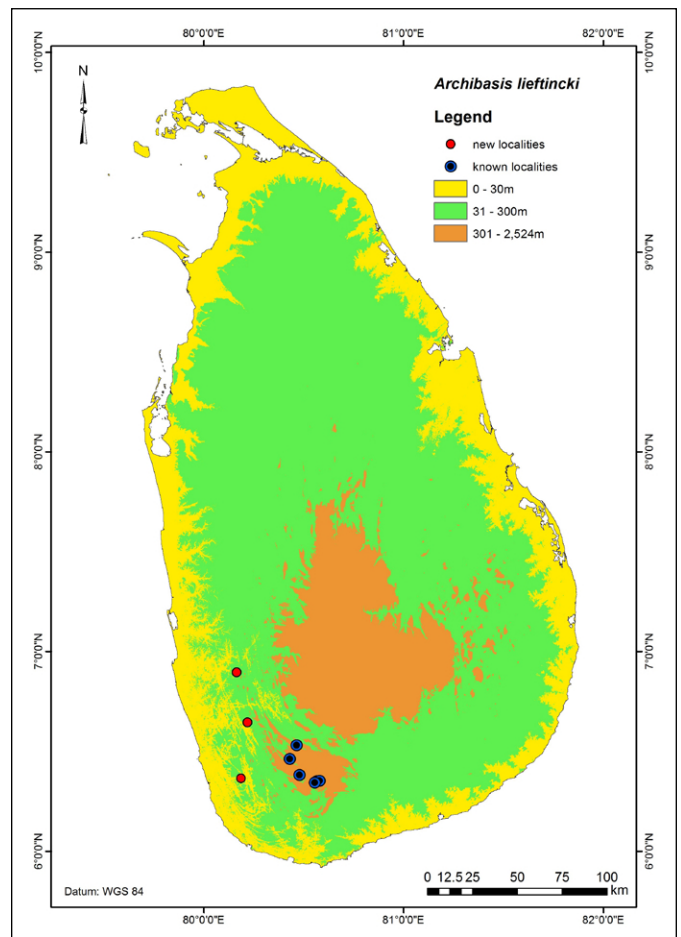 80°0'0"E 81°0'0"E 82°0'0"E
10°0'0"N 10°0'0"N
N
Archibasis lieftincki
Legend
new localities
known localities
0 - 30m
31 - 300m
301 - 2,524m
9°0'0"N 9°0'0"N
8°0'0"N 8°0'0"N
7°0'0"N 7°0'0"N
6°0'0"N 6°0'0"N
0 12.5 25 50 75 100
km
Datum: WGS 84
80°0'0"E 81°0'0"E 82°0'0"E